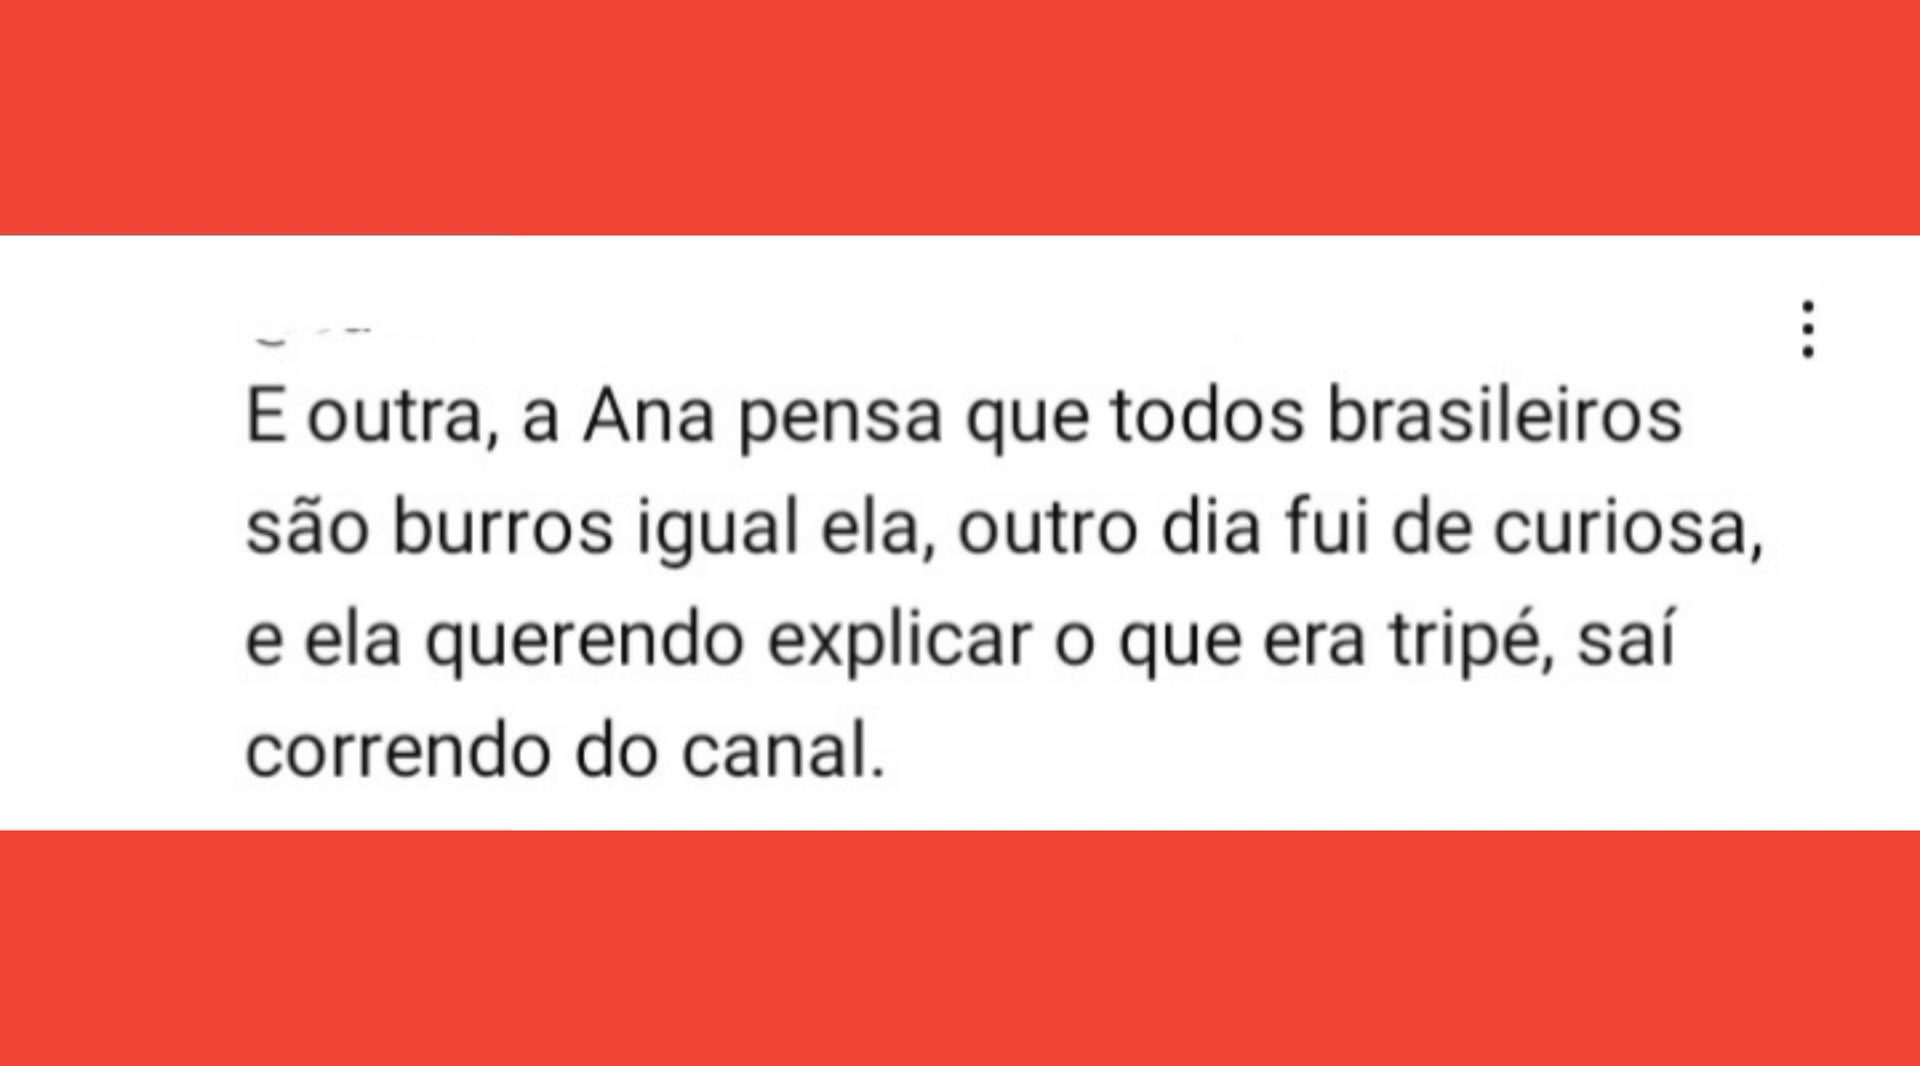 E outra, a Ana pensa que todos brasileiros
são burros igual ela, outro dia fui de curiosa,
e ela querendo explicar o que era tripé, saí
correndo do canal.